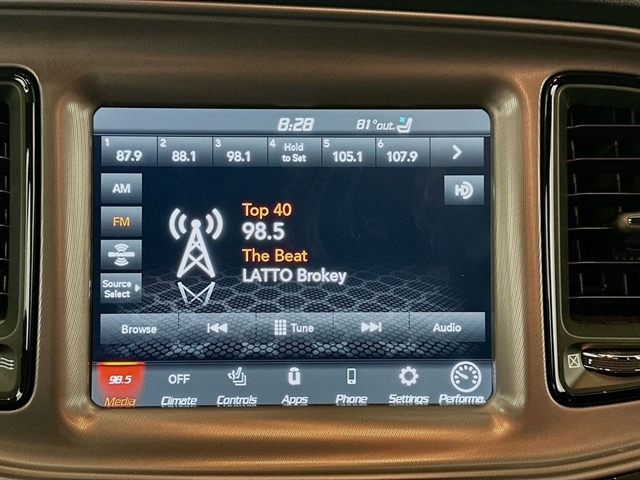 8:28 81°out.
1 87.9 2 88.1 3 98.1 4 Hold to Set 5 105.1 6 107.9 >
AM
HD
FM
Top 40
98.5
SiriusXM
The Beat
LATTO Brokey
Source
Select
Browse Tune Audio
98.5 OFF
Media Climate Controls Apps Phone Settings Performa.